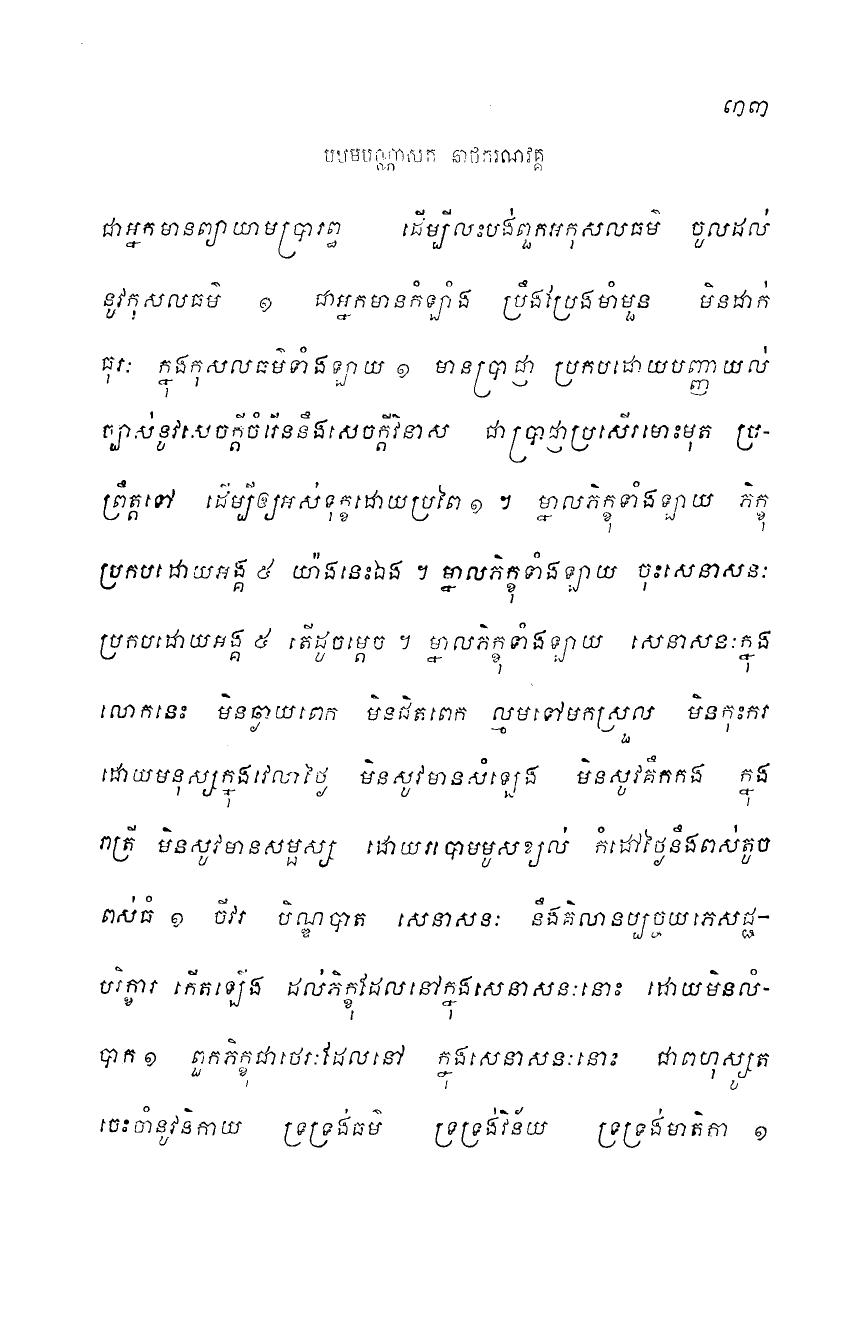 ៣៣
បឋមបណ្ណាសក នាថករណវគ្គ
ជាអ្នកមានព្យាយាមប្រារព្ធ ដើម្បីលះបង់ពួកអកុសលធម៌ ចូលដល់
នូវកុសលធម៌ ១ ជាអ្នកមានកំឡាំង ប្រឹងប្រែងមាំមួន មិនដាក់
ធុរៈ ក្នុងកុសលធម៌ទាំងឡាយ ១ មានប្រាជ្ញា ប្រកបដោយបញ្ញាយល់
ច្បាស់នូវសេចក្តីចំរើននឹងសេចក្តីវិនាស ជាប្រាជ្ញាប្រសើរមោះមុត ប្រ-
ព្រឹត្តទៅ ដើម្បីឲ្យអស់ទុក្ខដោយប្រពៃ ១ ។ ម្នាលភិក្ខុទាំងឡាយ ភិក្ខុ
ប្រកបដោយអង្គ ៥ យ៉ាងនេះឯង ។ ម្នាលភិក្ខុទាំងឡាយ ចុះសេនាសនៈ
ប្រកបដោយអង្គ ៥ តើដូចម្តេច ។ ម្នាលភិក្ខុទាំងឡាយ សេនាសនៈក្នុង
លោកនេះ មិនឆ្ងាយពេក មិនជិតពេក ល្មមទៅមកស្រួល មិនកុះករ
ដោយមនុស្សក្នុងវេលាថ្ងៃ មិនសូវមានសំឡេង មិនសូវគឹកកង ក្នុង
រាត្រី មិនសូវមានសម្ផស្ស ដោយរបោមមូសខ្យល់ កំដៅថ្ងៃនឹងពស់តូច
ពស់ធំ ១ ចីវរ បិណ្ឌបាត សេនាសនៈ នឹងគិលានប្បច្ចយភេសជ្ជ-
បរិក្ខារ កើតឡើង ដល់ភិក្ខុដែលនៅក្នុងសេនាសនៈនោះ ដោយមិនលំ-
បាក ១ ពួកភិក្ខុជាថេរៈដែលនៅ ក្នុងសេនាសនៈនោះ ជាពហុស្សូត
ចេះចាំនូវនិកាយ ទ្រទ្រង់ធម៌ ទ្រទ្រង់វិន័យ ទ្រទ្រង់មាតិកា ១